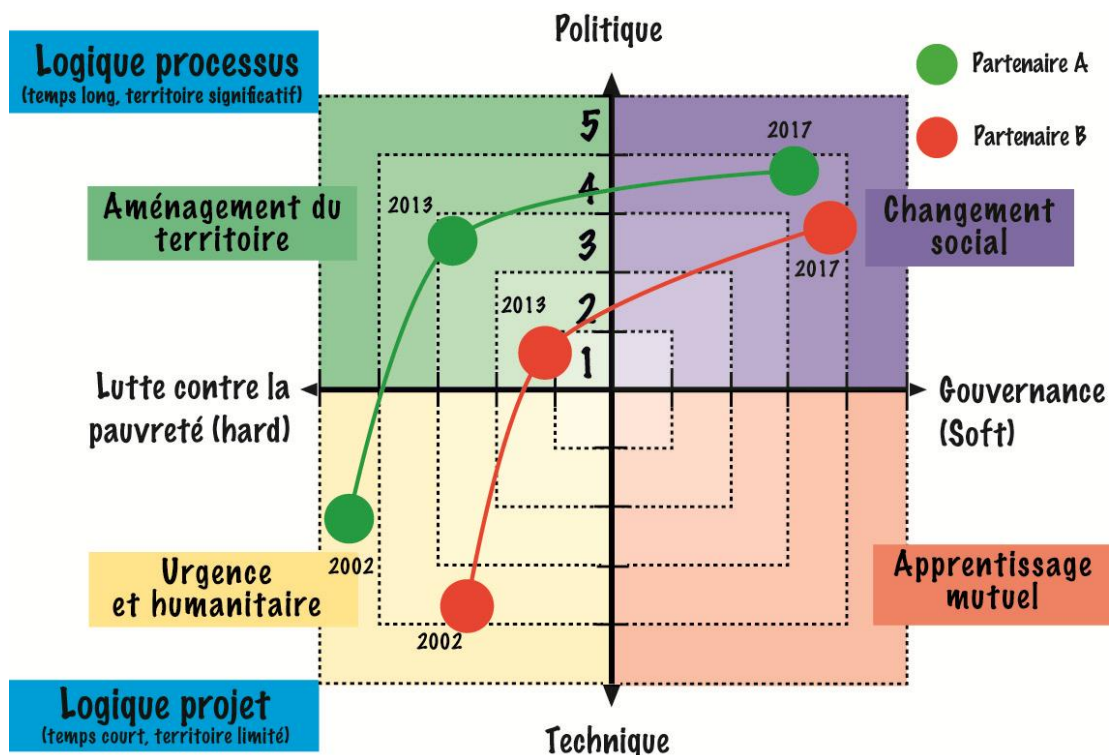 Politique
Logique processus
(temps long, territoire significatif)
Partenaire A
Partenaire B
5
4
3
2
1
2017
2013
Aménagement du
territoire
Changement
social
2017
2013
Lutte contre la
pauvreté (hard)
Gouvernance
(Soft)
2002
Urgence
et humanitaire
2002
Apprentissage
mutuel
Logique projet
(temps court, territoire limité)
Technique